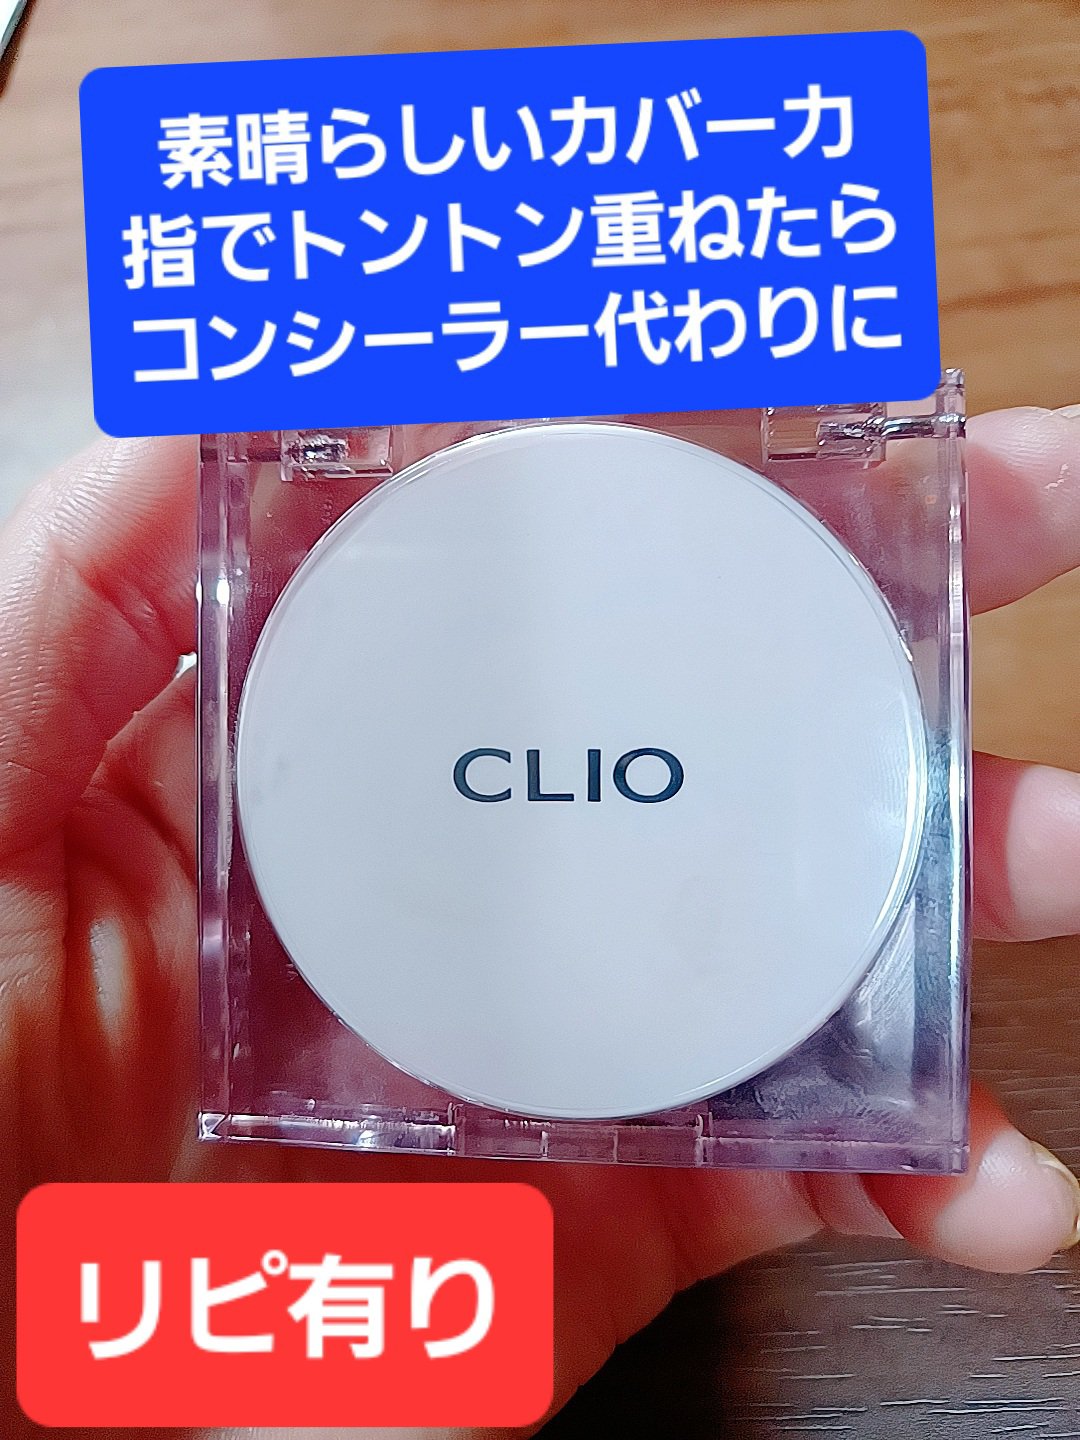 素晴らしいカバー力
指でトントン重ねたら
コンシーラー代わりに
CLIO
リピ有り